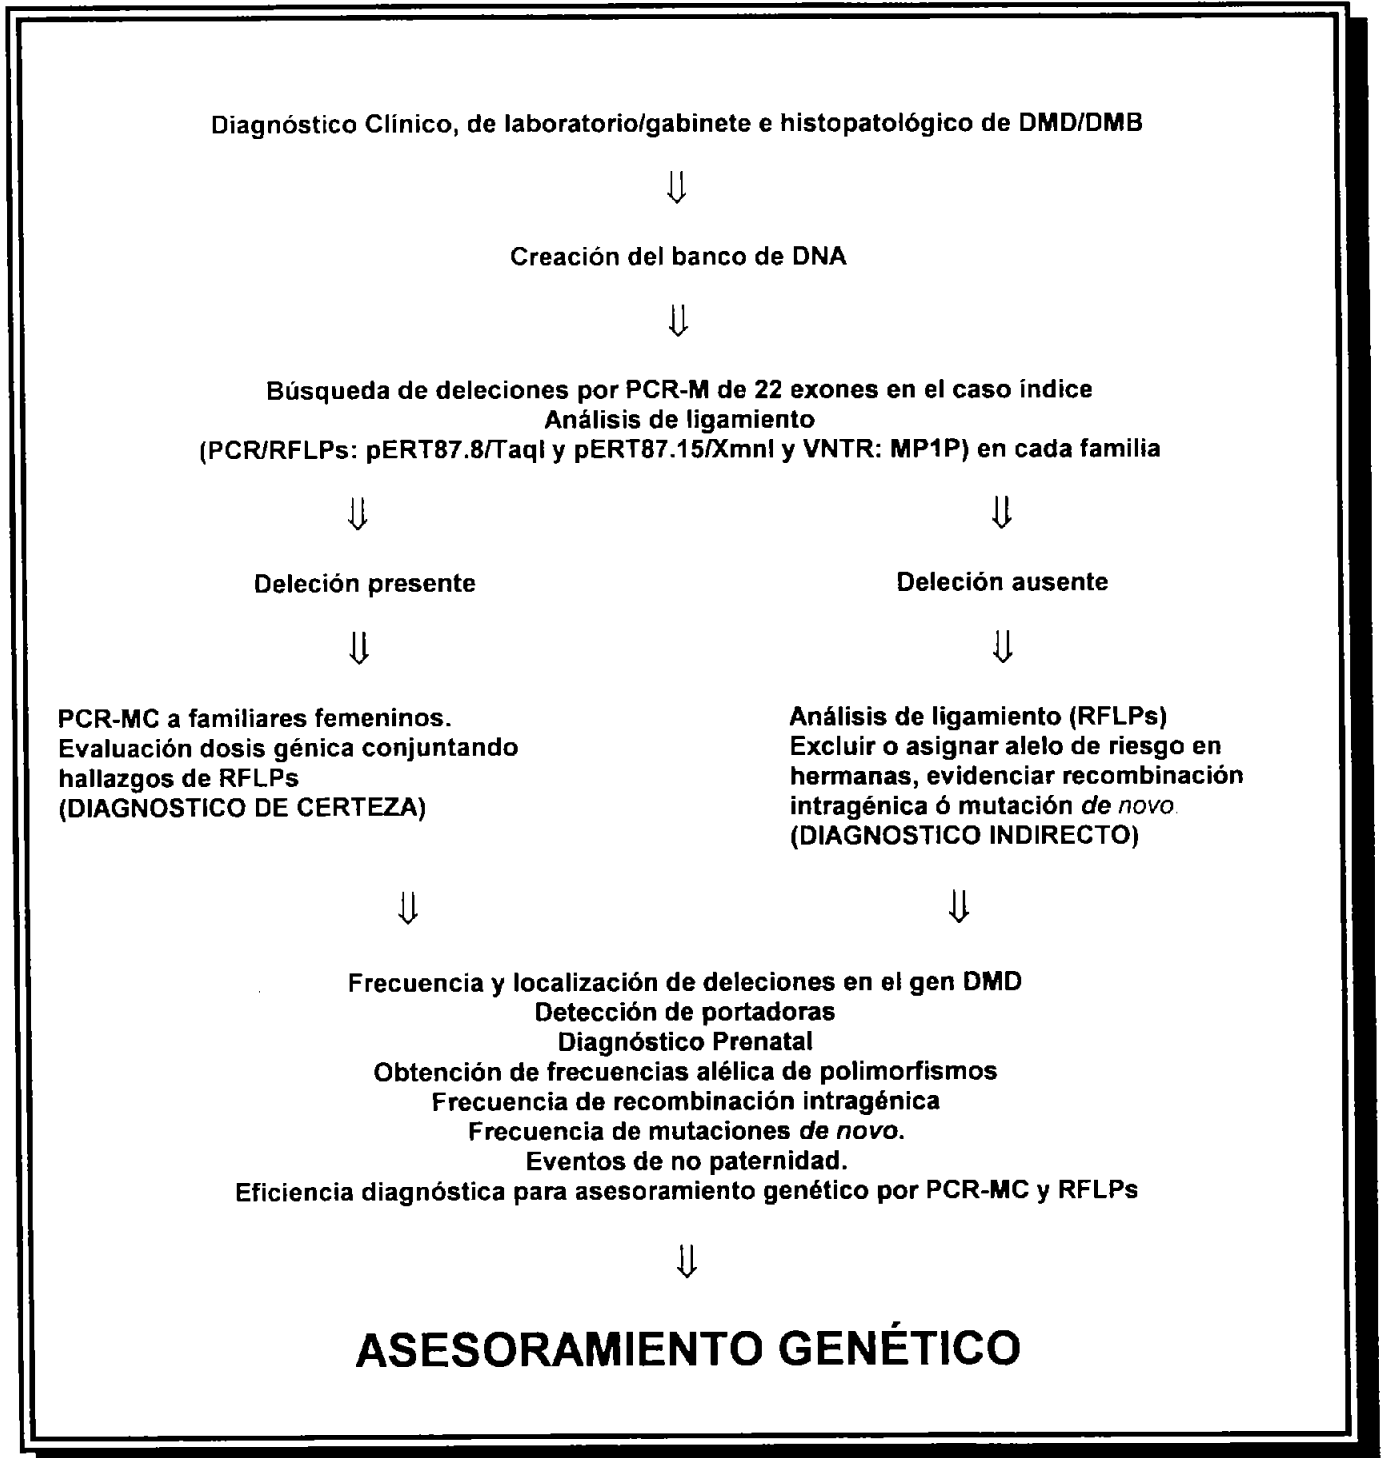 Diagnóstico Clínico, de laboratorio/gabinete e histopatológico de DMD/DMB
⇓
Creación del banco de DNA
⇓
Búsqueda de deleciones por PCR-M de 22 exones en el caso índice
Análisis de ligamiento
(PCR/RFLPs: pERT87.8/TaqI y pERT87.15/XmnI y VNTR: MP1P) en cada familia
⇓ ⇓
Deleción presente
Deleción ausente
⇓ ⇓
PCR-MC a familiares femeninos.
Evaluación dosis génica conjuntando
hallazgos de RFLPs
(DIAGNOSTICO DE CERTEZA)
Análisis de ligamiento (RFLPs)
Excluir o asignar alelo de riesgo en
hermanas, evidenciar recombinación
intragénica ó mutación de novo.
(DIAGNOSTICO INDIRECTO)
⇓ ⇓
Frecuencia y localización de deleciones en el gen DMD
Detección de portadoras
Diagnóstico Prenatal
Obtención de frecuencias alélica de polimorfismos
Frecuencia de recombinación intragénica
Frecuencia de mutaciones de novo.
Eventos de no paternidad.
Eficiencia diagnóstica para asesoramiento genético por PCR-MC y RFLPs
⇓
ASESORAMIENTO GENÉTICO